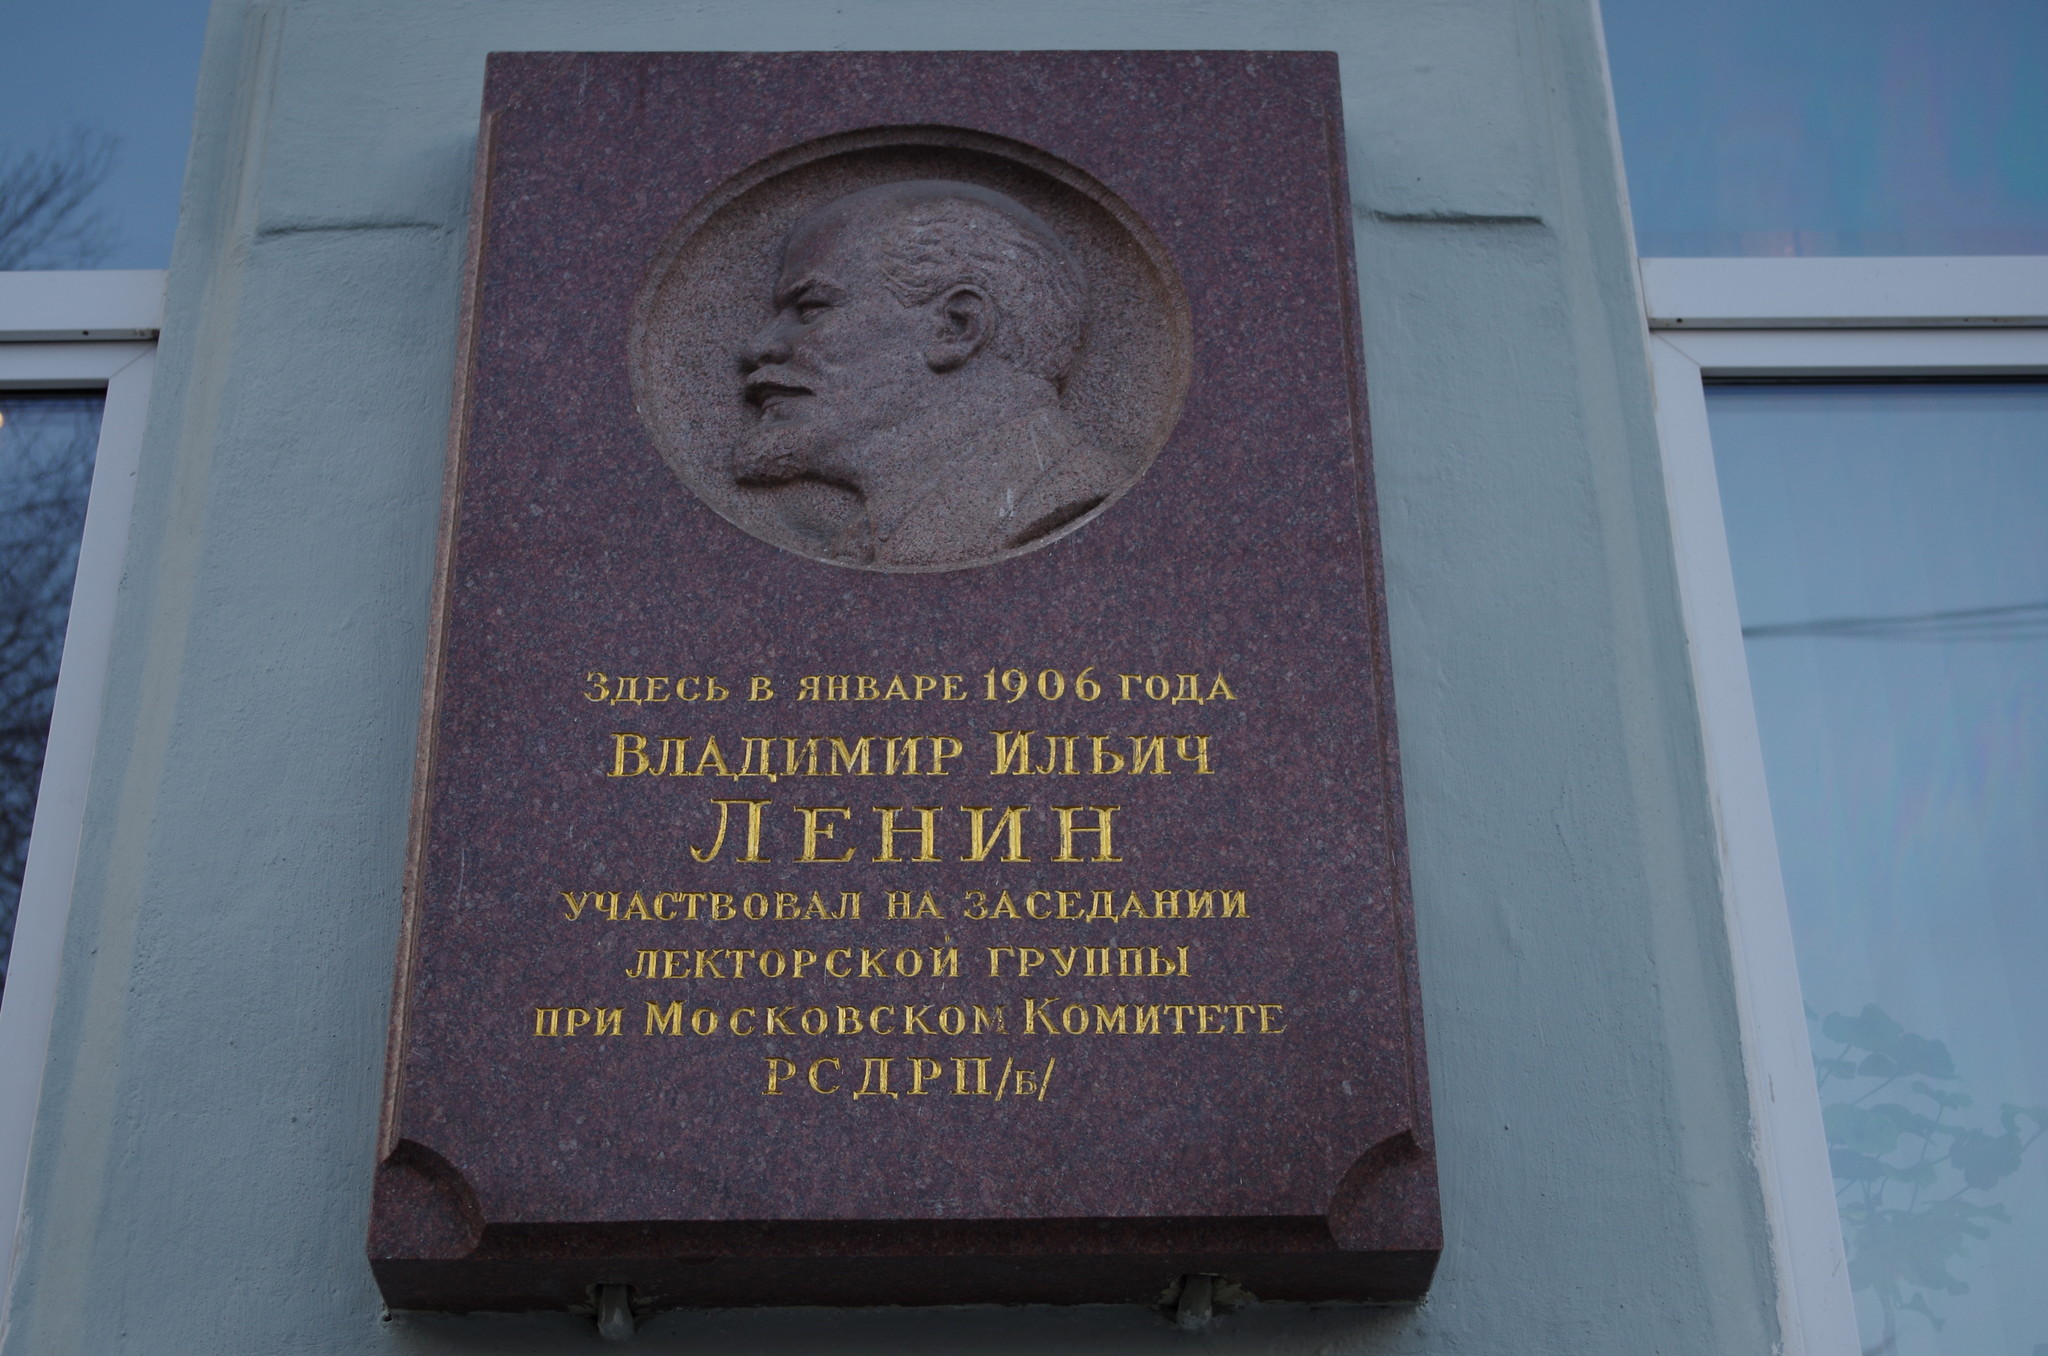 Здесь в январе 1906 года
Владимир Ильич
Ленин
участвовал на заседании
лекторской группы
при Московском Комитете
РСДРП/б/